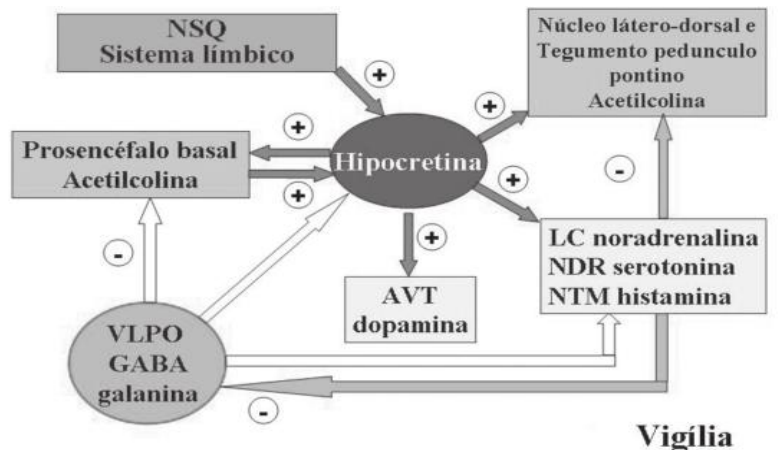 NSQ
Sistema límbico
Núcleo látero-dorsal e
Tegumento pedunculo
pontino
Acetilcolina
+
+
+
Prosencéfalo basal
Acetilcolina
Hipocretina
+
+
-
-
+
LC noradrenalina
NDR serotonina
NTM histamina
AVT
dopamina
VLPO
GABA
galanina
-
Vigília